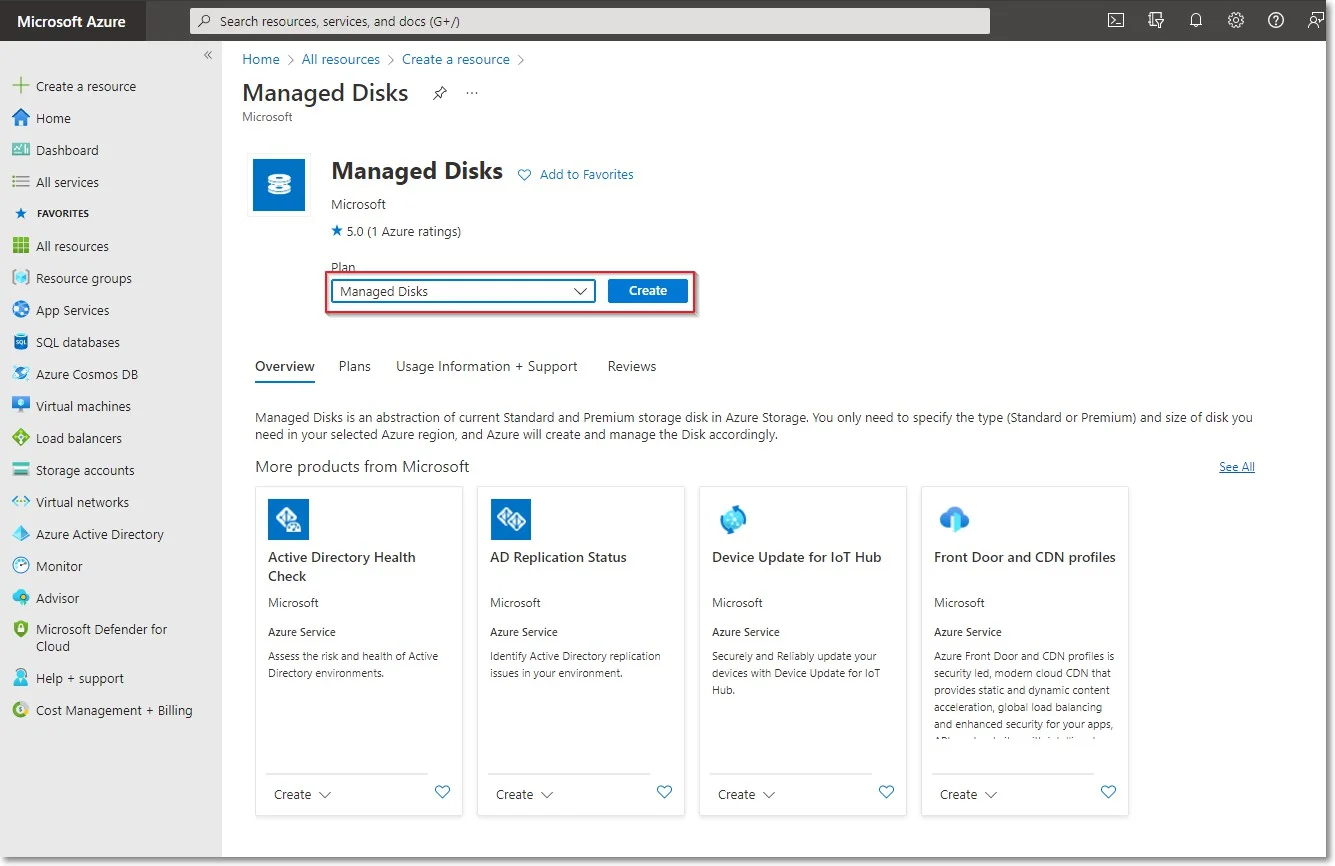 Microsoft Azure
Search resources, services, and docs (G+/)
Create a resource
Home
Dashboard
All services
FAVORITES
All resources
Resource groups
App Services
SQL databases
Azure Cosmos DB
Virtual machines
Load balancers
Storage accounts
Virtual networks
Azure Active Directory
Monitor
Advisor
Microsoft Defender for
Cloud
Help + support
Cost Management + Billing
Home > All resources > Create a resource >
Managed Disks
Microsoft
Managed Disks
Add to Favorites
Microsoft
5.0 (1 Azure ratings)
Plan
Managed Disks
Create
Overview
Plans
Usage Information + Support
Reviews
Managed Disks is an abstraction of current Standard and Premium storage disk in Azure Storage. You only need to specify the type (Standard or Premium) and size of disk you
need in your selected Azure region, and Azure will create and manage the Disk accordingly.
More products from Microsoft
See All
Active Directory Health
Check
Microsoft
Azure Service
Assess the risk and health of Active
Directory environments.
Create
AD Replication Status
Microsoft
Azure Service
Identify Active Directory replication
issues in your environment.
Create
Device Update for IoT Hub
Microsoft
Azure Service
Securely and Reliably update your
devices with Device Update for IoT
Hub.
Create
Front Door and CDN profiles
Microsoft
Azure Service
Azure Front Door and CDN profiles is
security led, modern cloud CDN that
provides static and dynamic content
acceleration, global load balancing
and enhanced security for your apps,
Create